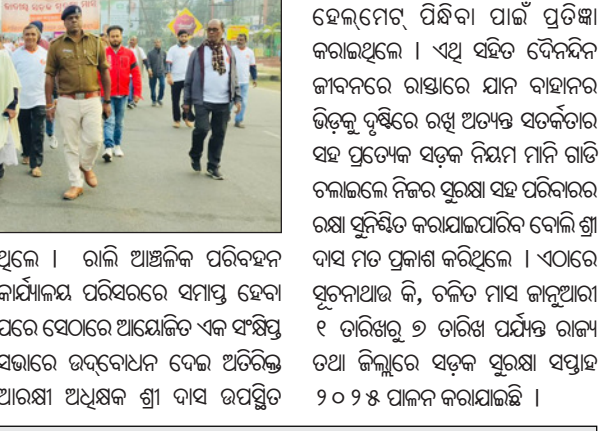 ଥିଲେ । ରାଲି ଆଞ୍ଚଳିକ ପରିବହନ
କାର୍ଯ୍ୟାଳୟ ପରିସରରେ ସମାପ୍ତ ହେବା
ପରେ ସେଠାରେ ଆୟୋଜିତ ଏକ ସଂକ୍ଷିପ୍ତ
ସଭାରେ ଉଦ୍‌ବୋଧନ ଦେଇ ଅତିରିକ୍ତ
ଆରକ୍ଷୀ ଅଧିକ୍ଷକ ଶ୍ରୀ ଦାସ ଉପସ୍ଥିତ
ହେଲ୍‌ମେଟ୍ ପିନ୍ଧିବା ପାଇଁ ପ୍ରତିଜ୍ଞା
କରାଇଥିଲେ । ଏଥି ସହିତ ଦୈନନ୍ଦିନ
ଜୀବନରେ ରାସ୍ତାରେ ଯାନ ବାହାନର
ଭିଡ଼କୁ ଦୃଷ୍ଟିରେ ରଖି ଅତ୍ୟନ୍ତ ସତର୍କତାର
ସହ ପ୍ରତ୍ୟେକ ସଡ଼କ ନିୟମ ମାନି ଗାଡି
ଚଲାଇଲେ ନିଜର ସୁରକ୍ଷା ସହ ପରିବାରର
ରକ୍ଷା ସୁନିଶ୍ଚିତ କରାଯାଇପାରିବ ବୋଲି ଶ୍ରୀ
ଦାସ ମତ ପ୍ରକାଶ କରିଥିଲେ । ଏଠାରେ
ସୂଚନାଥାଉ କି, ଚଳିତ ମାସ ଜାନୁଆରୀ
୧ ତାରିଖରୁ ୭ ତାରିଖ ପର୍ଯ୍ୟନ୍ତ ରାଜ୍ୟ
ତଥା ଜିଲ୍ଲାରେ ସଡ଼କ ସୁରକ୍ଷା ସପ୍ତାହ
୨୦୨୫ ପାଳନ କରାଯାଇଛି ।